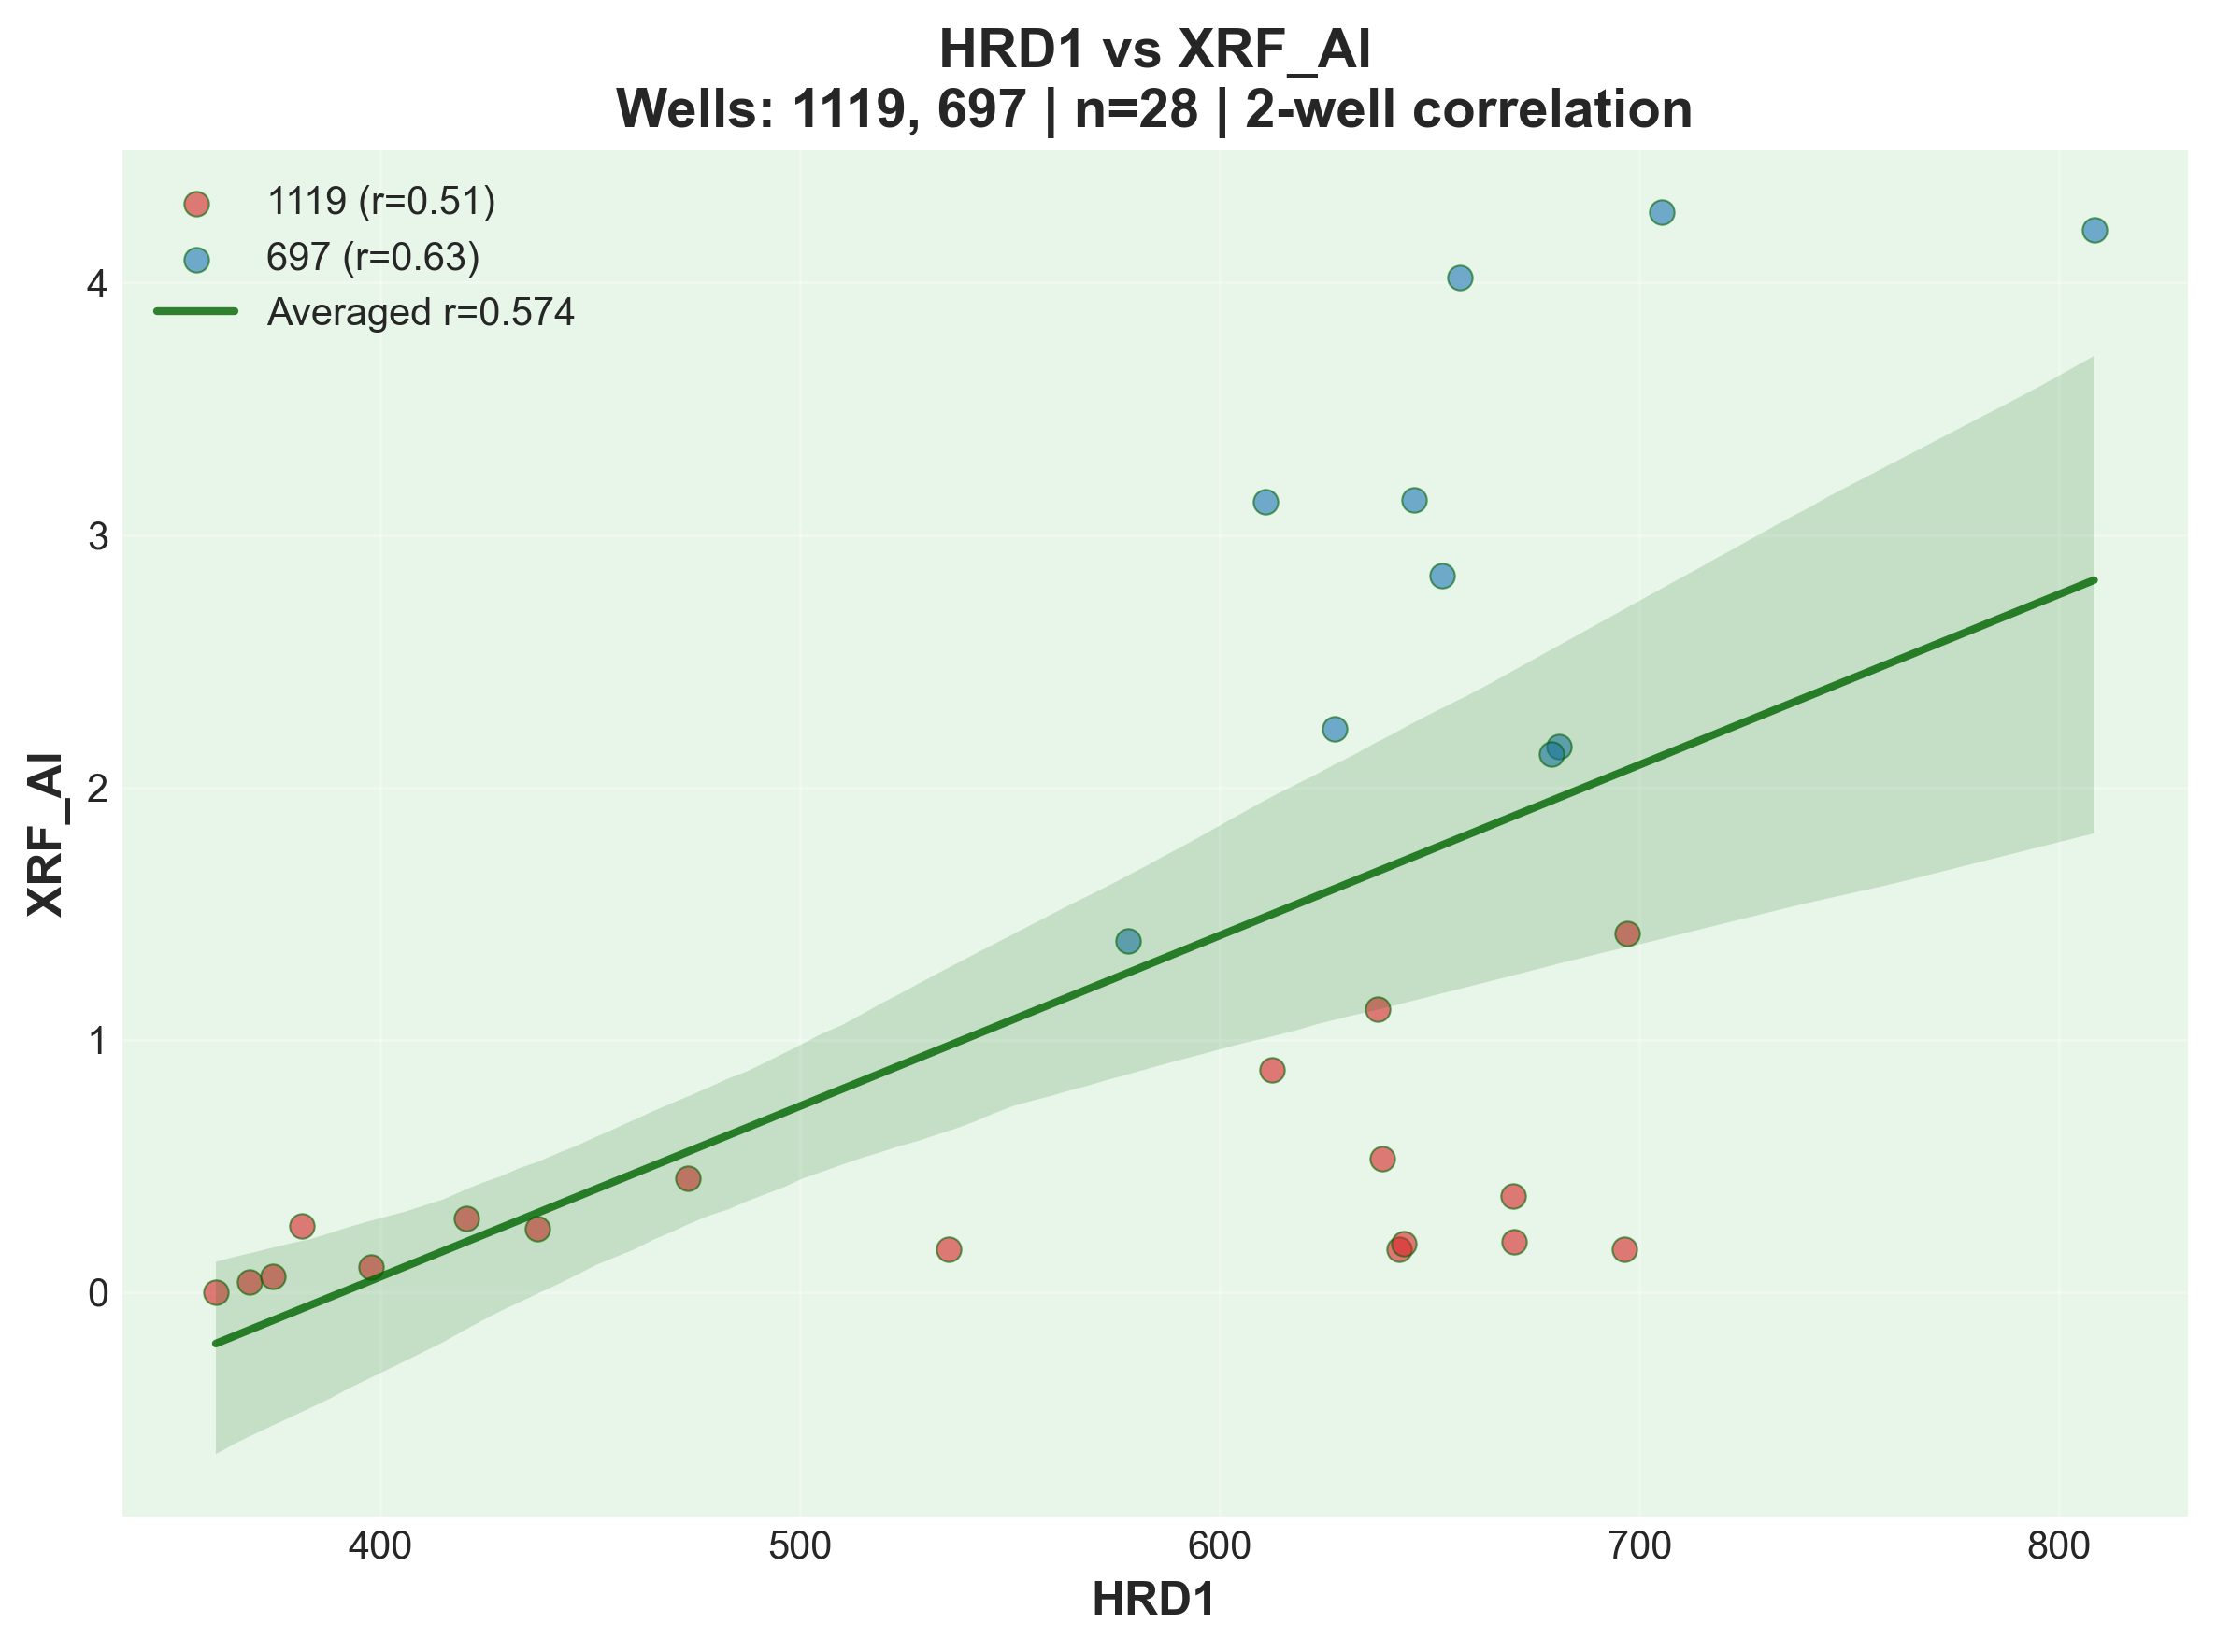 HRD1 vs XRF_Al
Wells: 1119, 697 | n=28 | 2-well correlation
1119 (r=0.51)
697 (r=0.63)
Averaged r=0.574
4
3
2
1
0
XRF_Al
400 500 600 700 800
HRD1